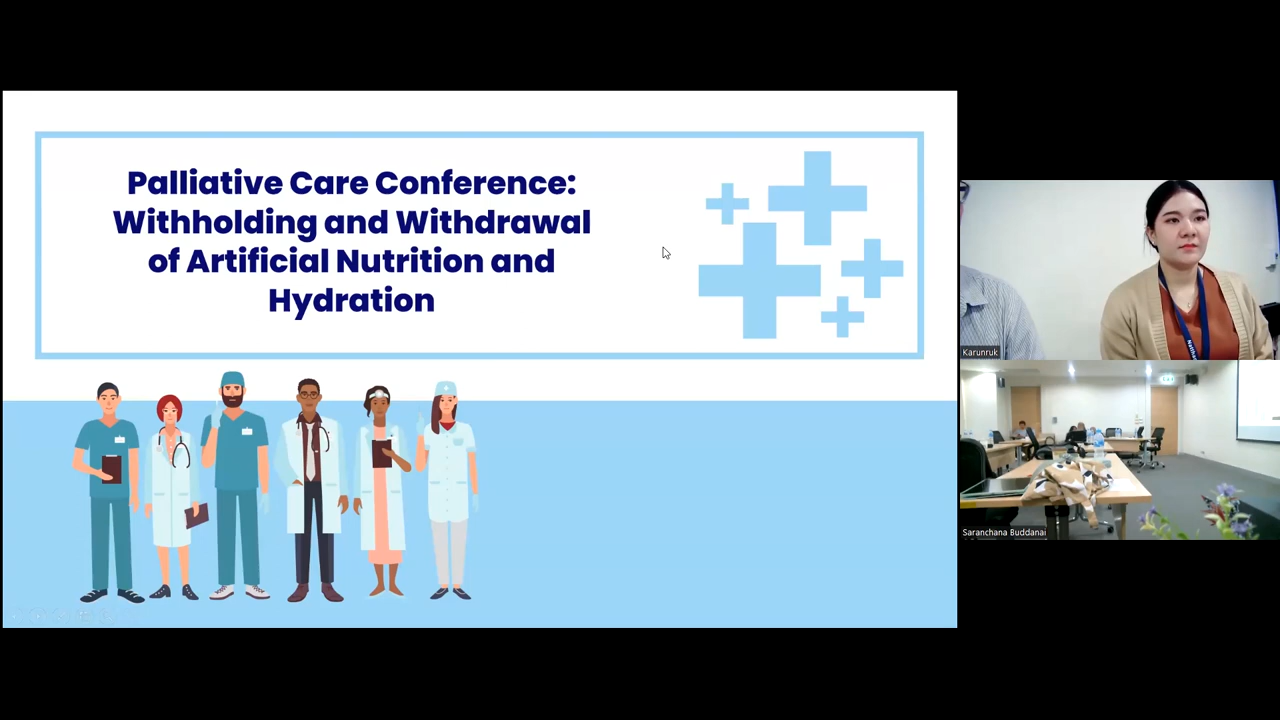 Palliative Care Conference:
Withholding and Withdrawal
of Artificial Nutrition and
Hydration
Karunruk
Saranchana Buddanai